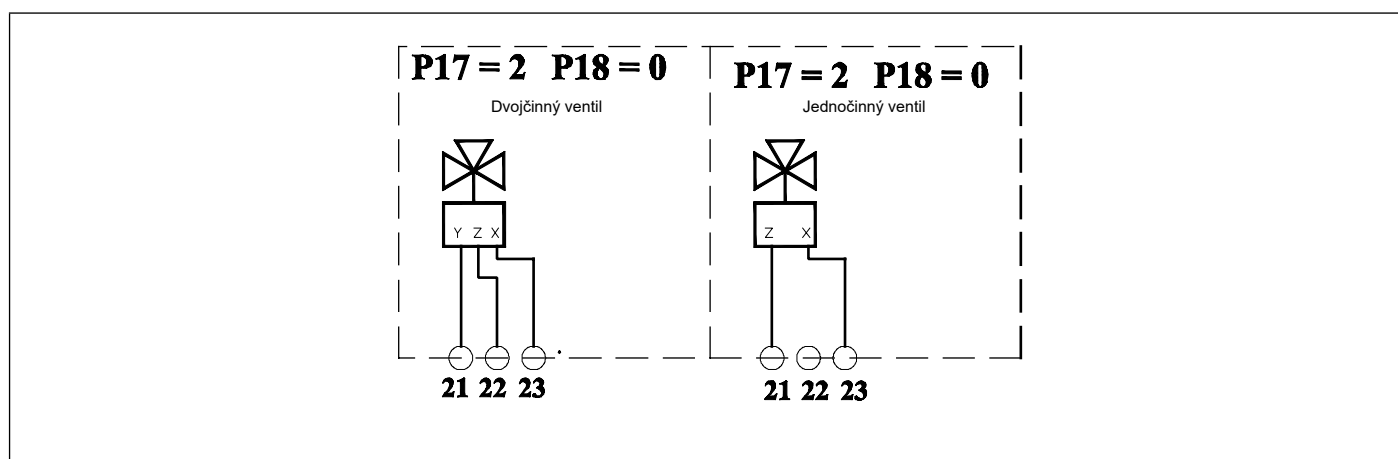 P17 = 2 P18 = 0
Dvojčinný ventil
Y Z X
21 22 23
P17 = 2 P18 = 0
Jednočinný ventil
Z X
21 22 23